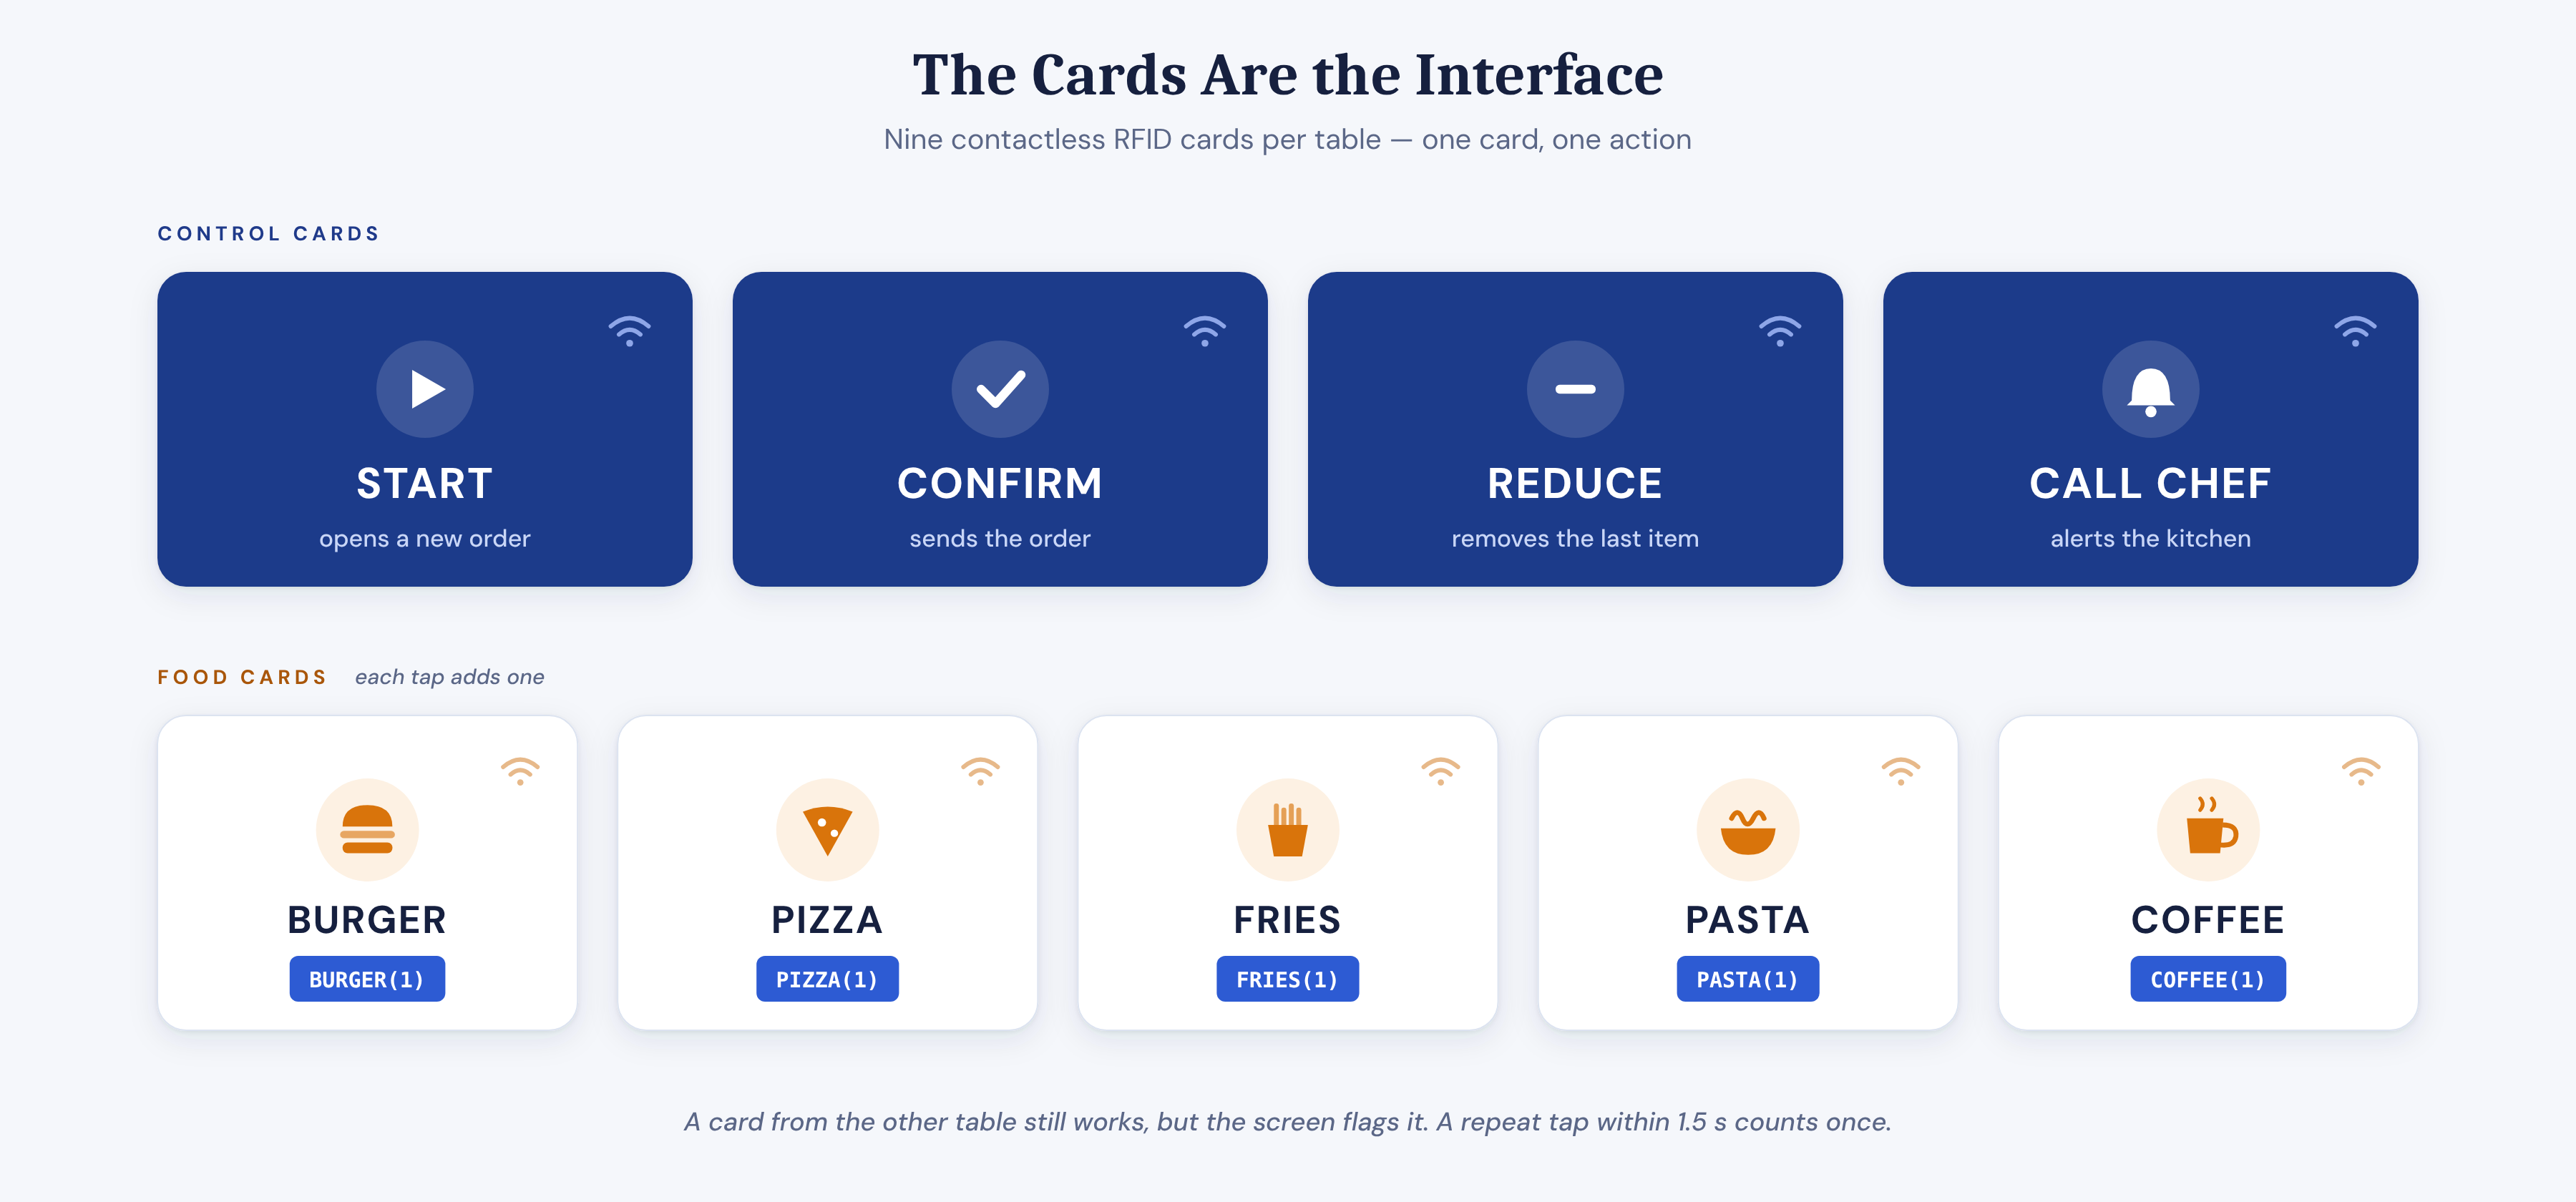 The Cards Are the Interface
Nine contactless RFID cards per table — one card, one action
CONTROL CARDS
START
opens a new order
CONFIRM
sends the order
REDUCE
removes the last item
CALL CHEF
alerts the kitchen
FOOD CARDS each tap adds one
BURGER
BURGER(1)
PIZZA
PIZZA(1)
FRIES
FRIES(1)
PASTA
PASTA(1)
COFFEE
COFFEE(1)
A card from the other table still works, but the screen flags it. A repeat tap within 1.5 s counts once.